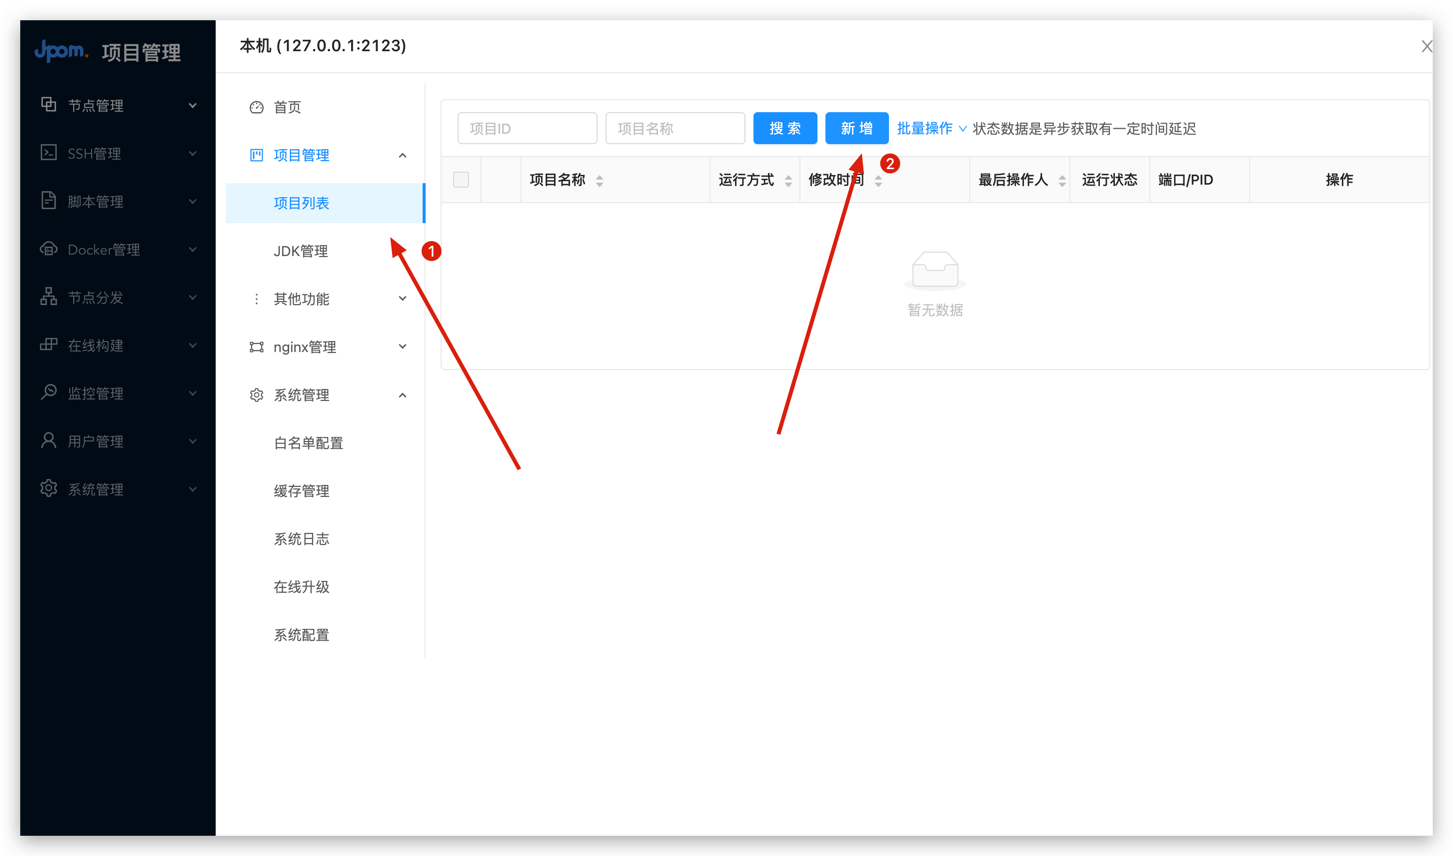 Jpom. 项目管理
节点管理
SSH管理
脚本管理
Docker管理
节点分发
在线构建
监控管理
用户管理
系统管理
本机 (127.0.0.1:2123)
首页
项目管理
项目列表
JDK管理
其他功能
nginx管理
系统管理
白名单配置
缓存管理
系统日志
在线升级
系统配置
项目ID 项目名称 搜 索 新 增 批量操作 状态数据是异步获取有一定时间延迟
项目名称 运行方式 修改时间 最后操作人 运行状态 端口/PID 操作
暂无数据
1
2